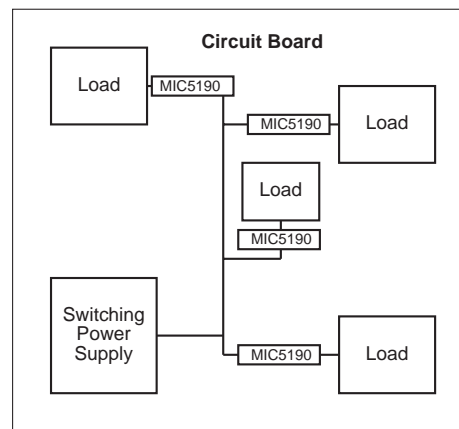 Circuit Board
Load
MIC5190
MIC5190
Load
Load
MIC5190
Switching
Power
Supply
MIC5190
Load